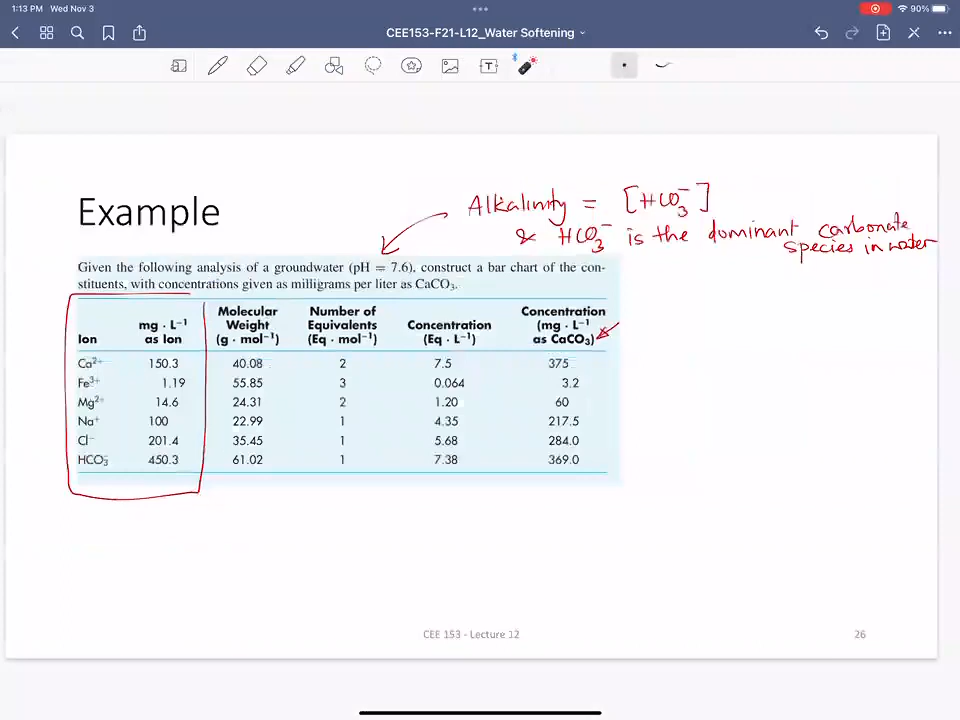 1:13 PM Wed Nov 3
90%
CEE153-F21-L12_Water Softening
T
Example
Alkalinity = [HCO₃⁻]
& HCO₃⁻ is the dominant carbonate
species in water
Given the following analysis of a groundwater (pH = 7.6), construct a bar chart of the con-
stituents, with concentrations given as milligrams per liter as CaCO₃.
Ion mg · L⁻¹ as Ion Molecular Weight (g · mol⁻¹) Number of Equivalents (Eq · mol⁻¹) Concentration (Eq · L⁻¹) Concentration (mg · L⁻¹ as CaCO₃)
Ca²⁺ 150.3 40.08 2 7.5 375
Fe³⁺ 1.19 55.85 3 0.064 3.2
Mg²⁺ 14.6 24.31 2 1.20 60
Na⁺ 100 22.99 1 4.35 217.5
Cl⁻ 201.4 35.45 1 5.68 284.0
HCO₃⁻ 450.3 61.02 1 7.38 369.0
CEE 153 - Lecture 12
26